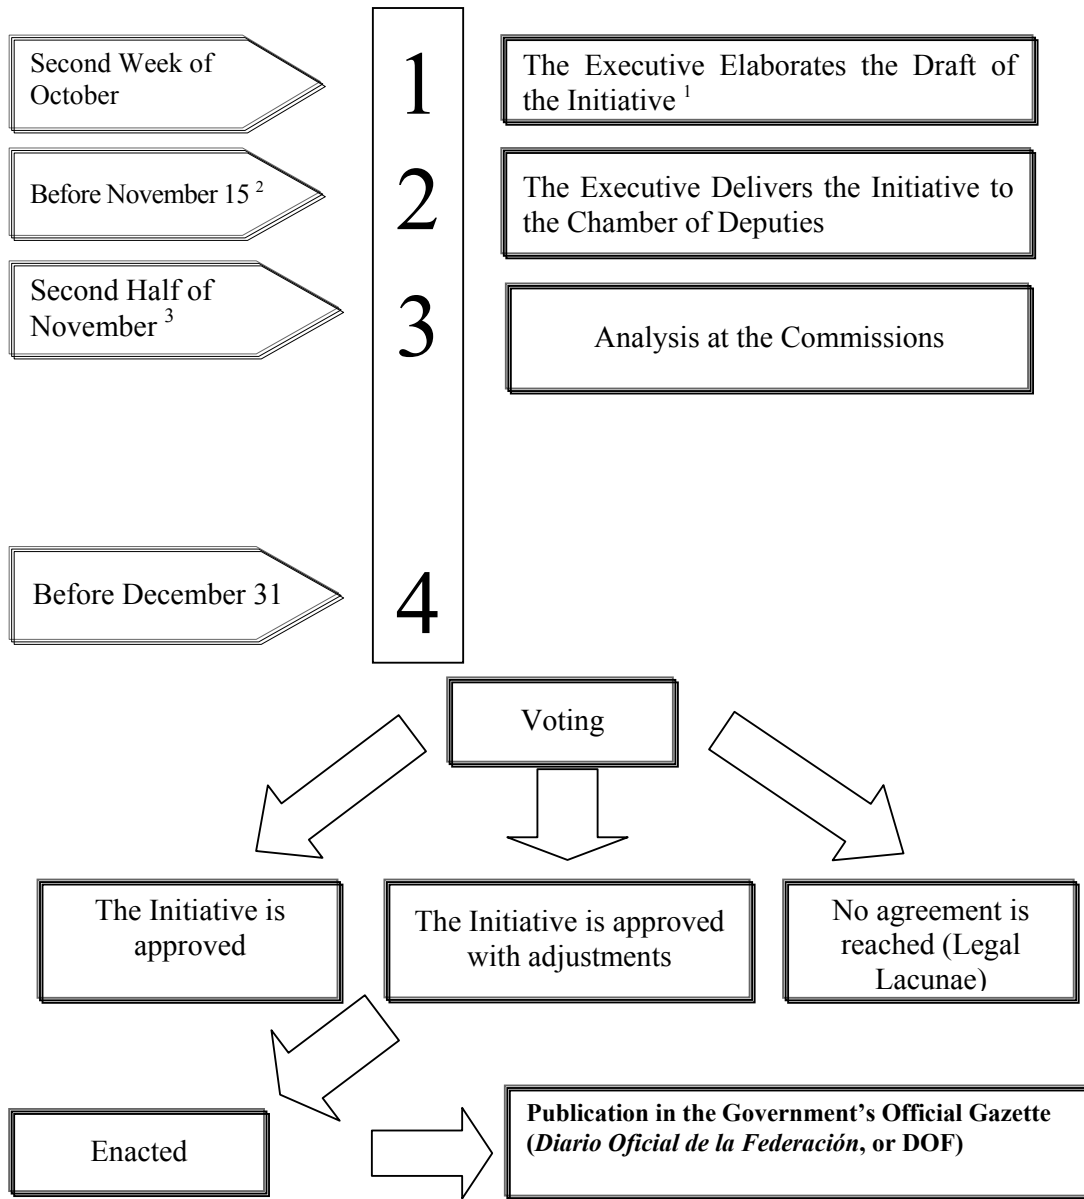 Second Week of
October
1
The Executive Elaborates the Draft of
the Initiative 1
Before November 15 2
2
The Executive Delivers the Initiative to
the Chamber of Deputies
Second Half of
November 3
3
Analysis at the Commissions
Before December 31
4
Voting
The Initiative is
approved
The Initiative is approved
with adjustments
No agreement is
reached (Legal
Lacunae)
Enacted
Publication in the Government's Official Gazette
(Diario Oficial de la Federación, or DOF)